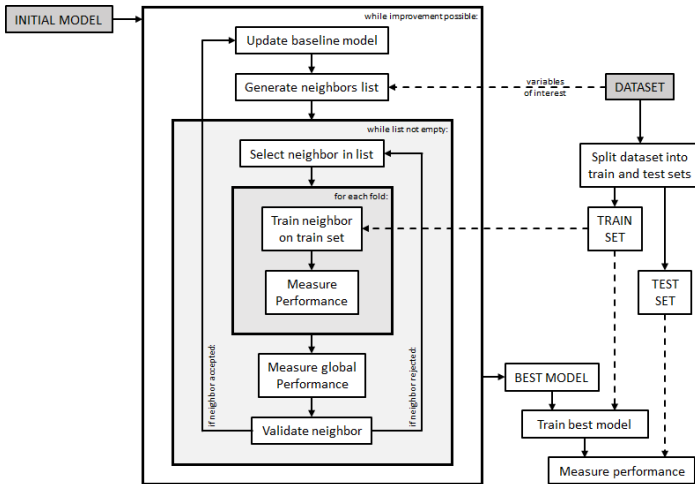 INITIAL MODEL
while improvement possible:
Update baseline model
Generate neighbors list
variables
of interest
DATASET
while list not empty:
Select neighbor in list
Split dataset into
train and test sets
for each fold:
Train neighbor
on train set
TRAIN
SET
Measure
Performance
TEST
SET
if neighbor accepted:
if neighbor rejected:
Measure global
Performance
BEST MODEL
Validate neighbor
Train best model
Measure performance